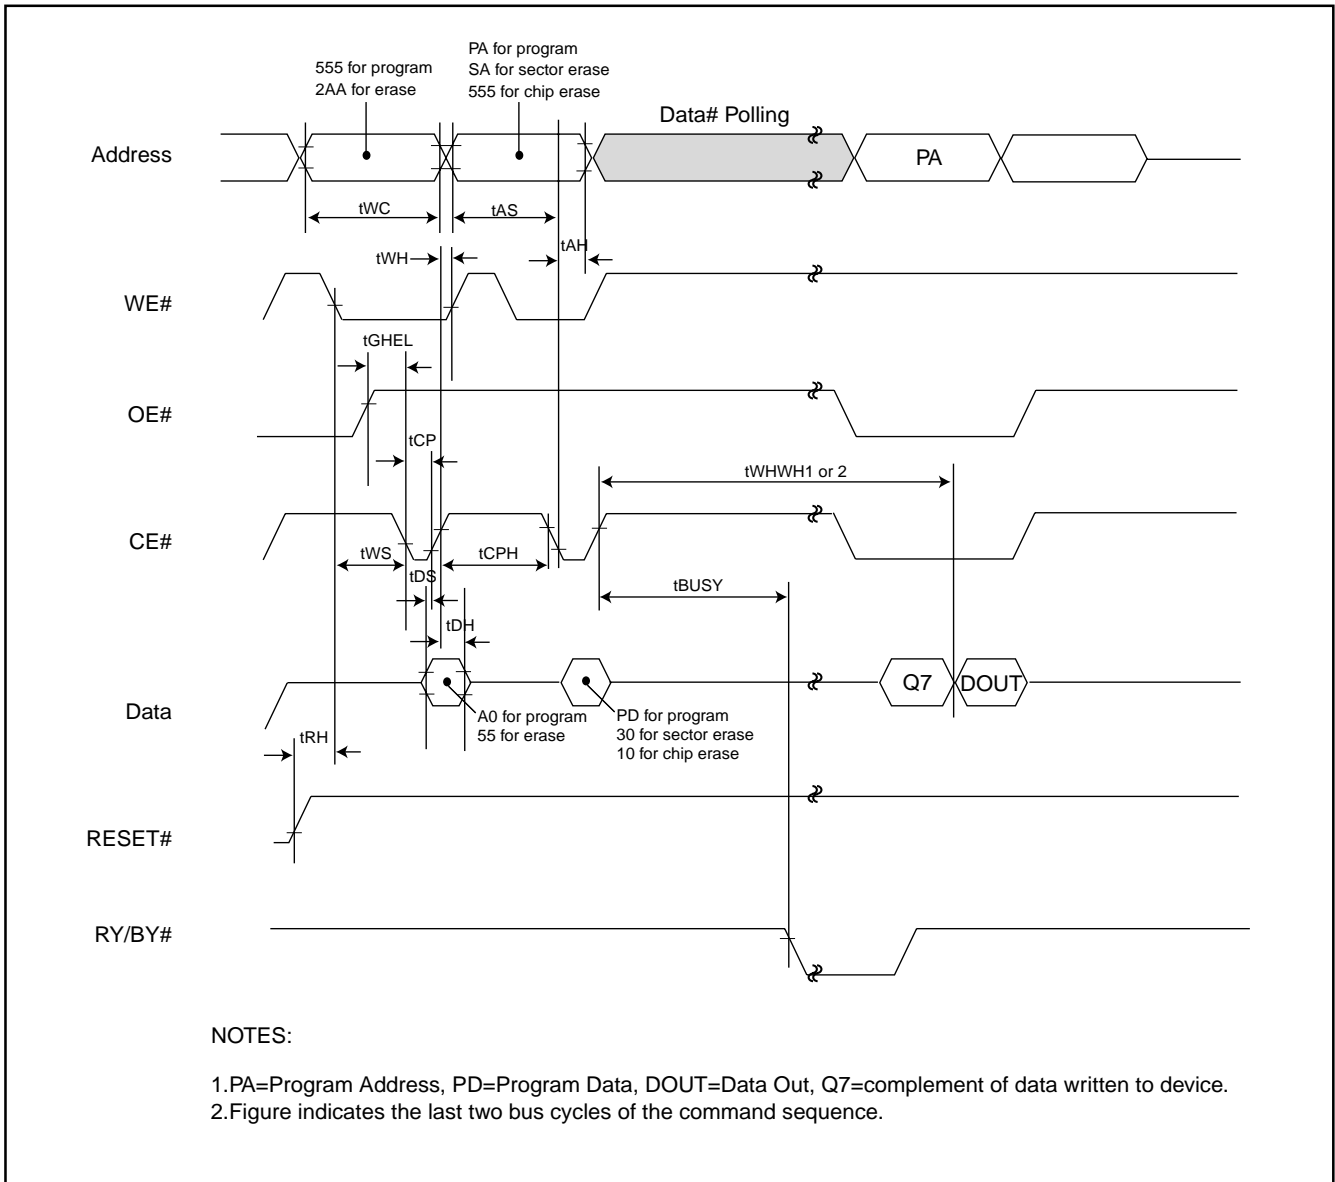 555 for program
2AA for erase
PA for program
SA for sector erase
555 for chip erase
Data# Polling
Address
PA
tWC
tAS
tAH
tWH
WE#
tGHEL
OE#
tCP
tWHWH1 or 2
CE#
tWS
tCPH
tDS
tBUSY
tDH
Q7
DOUT
Data
A0 for program
55 for erase
PD for program
30 for sector erase
10 for chip erase
tRH
RESET#
RY/BY#
NOTES:
1.PA=Program Address, PD=Program Data, DOUT=Data Out, Q7=complement of data written to device.
2.Figure indicates the last two bus cycles of the command sequence.